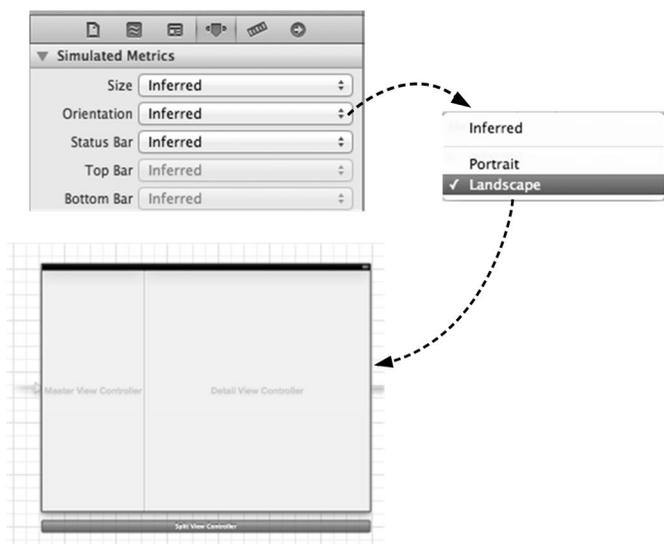 Simulated Metrics
Size Inferred
Orientation Inferred
Status Bar Inferred
Top Bar Inferred
Bottom Bar Inferred
Inferred
Portrait
✓ Landscape
Master View Controller
Detail View Controller
Split View Controller